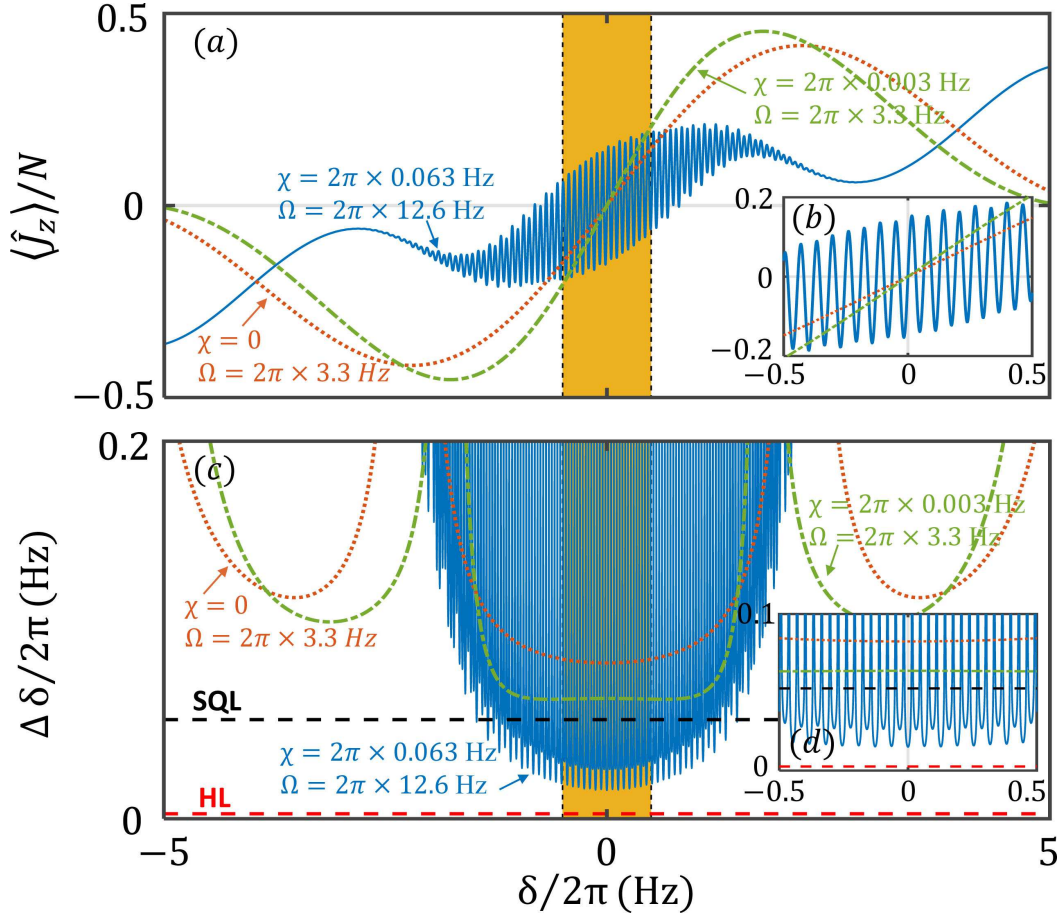 0.5
(a)
χ = 2π × 0.003 Hz
Ω = 2π × 3.3 Hz
χ = 2π × 0.063 Hz
Ω = 2π × 12.6 Hz
⟨Ĵz⟩/N
0
χ = 0
Ω = 2π × 3.3 Hz
(b)
0.2
0
−0.2
−0.5
0
0.5
−0.5
0.2
(c)
χ = 2π × 0.003 Hz
Ω = 2π × 3.3 Hz
χ = 0
Ω = 2π × 3.3 Hz
Δδ/2π (Hz)
SQL
χ = 2π × 0.063 Hz
Ω = 2π × 12.6 Hz
HL
0.1
(d)
0
−0.5
0
0.5
0
−5
0
5
δ/2π (Hz)